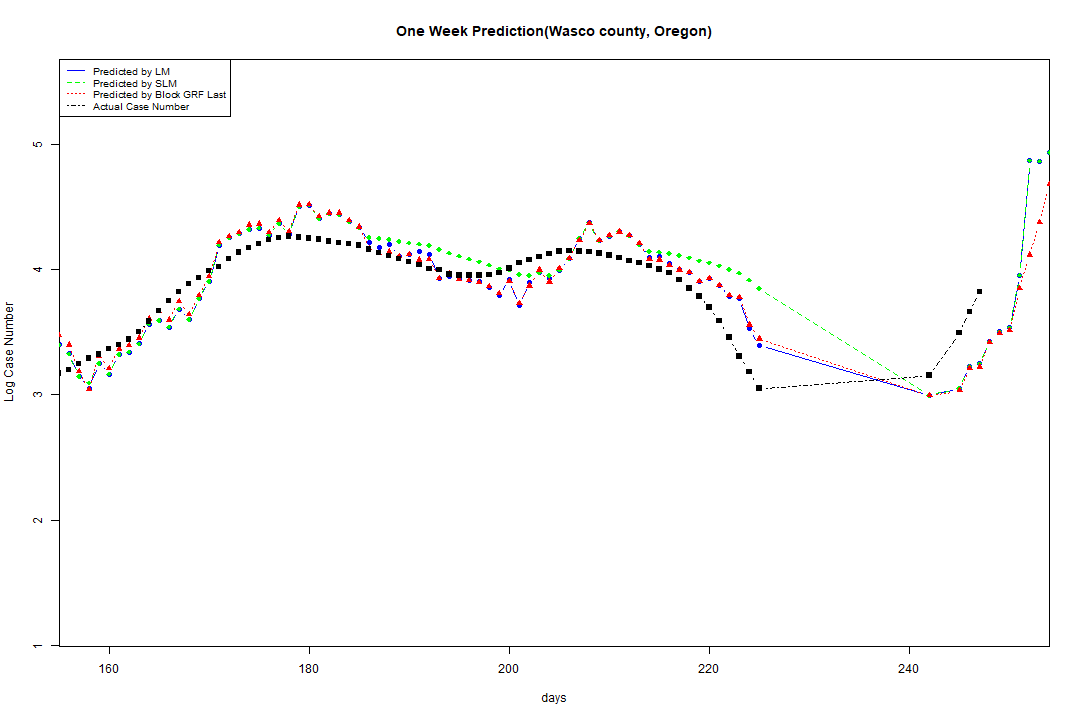 One Week Prediction(Wasco county, Oregon)
Predicted by LM
Predicted by SLM
Predicted by Block GRF Last
Actual Case Number
5
4
3
2
1
Log Case Number
160 180 200 220 240
days